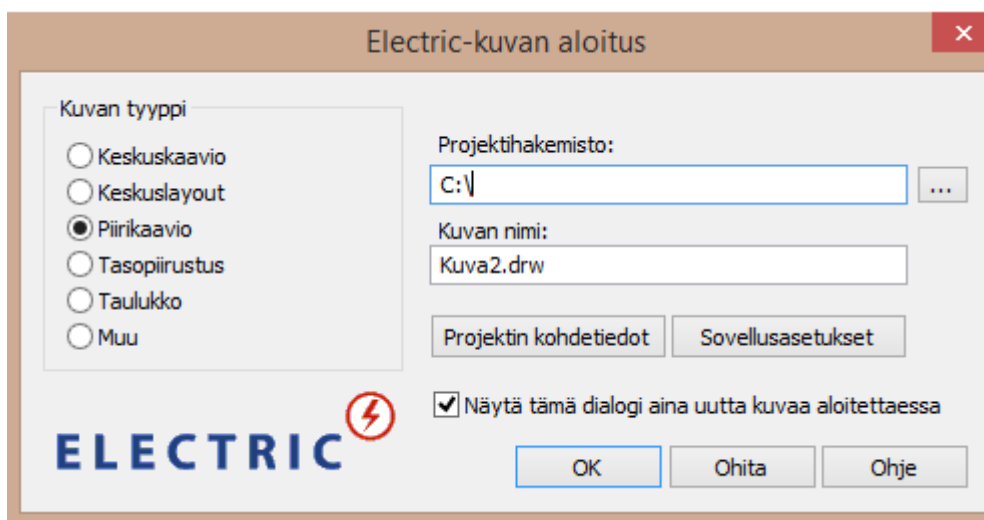 Electric-kuvan aloitus
Kuvan tyyppi
Keskuskaavio
Keskuslayout
Piirikaavio
Tasopiirustus
Taulukko
Muu
Projektihakemisto:
C:\
...
Kuvan nimi:
Kuva2.drw
Projektin kohdetiedot Sovellusasetukset
Näytä tämä dialogi aina uutta kuvaa aloitettaessa
ELECTRIC
OK Ohita Ohje